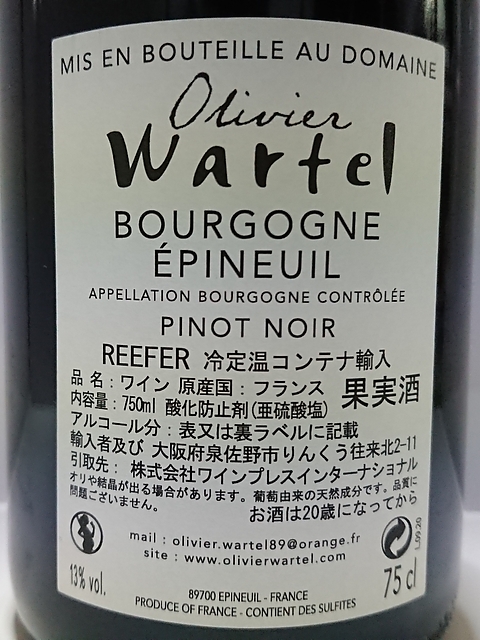 MIS EN BOUTEILLE AU DOMAINE
Olivier
Wartel
BOURGOGNE
ÉPINEUIL
APPELLATION BOURGOGNE CONTRÔLÉE
PINOT NOIR
REEFER 冷定温コンテナ輸入
品 名：ワイン 原産国：フランス 果実酒
内容量：750ml 酸化防止剤(亜硫酸塩)
アルコール分：表又は裏ラベルに記載
輸入者及び 大阪府泉佐野市りんくう往来北2-11
引取先： 株式会社ワインプレスインターナショナル
オリや結晶が出る場合があります。葡萄由来の天然成分です。品質に
問題ございません。 お酒は20歳になってから
mail : olivier.wartel89@orange.fr
site : www.olivierwartel.com
L.09.20
13% vol.
75 cl
89700 EPINEUIL - FRANCE
PRODUCE OF FRANCE - CONTIENT DES SULFITES